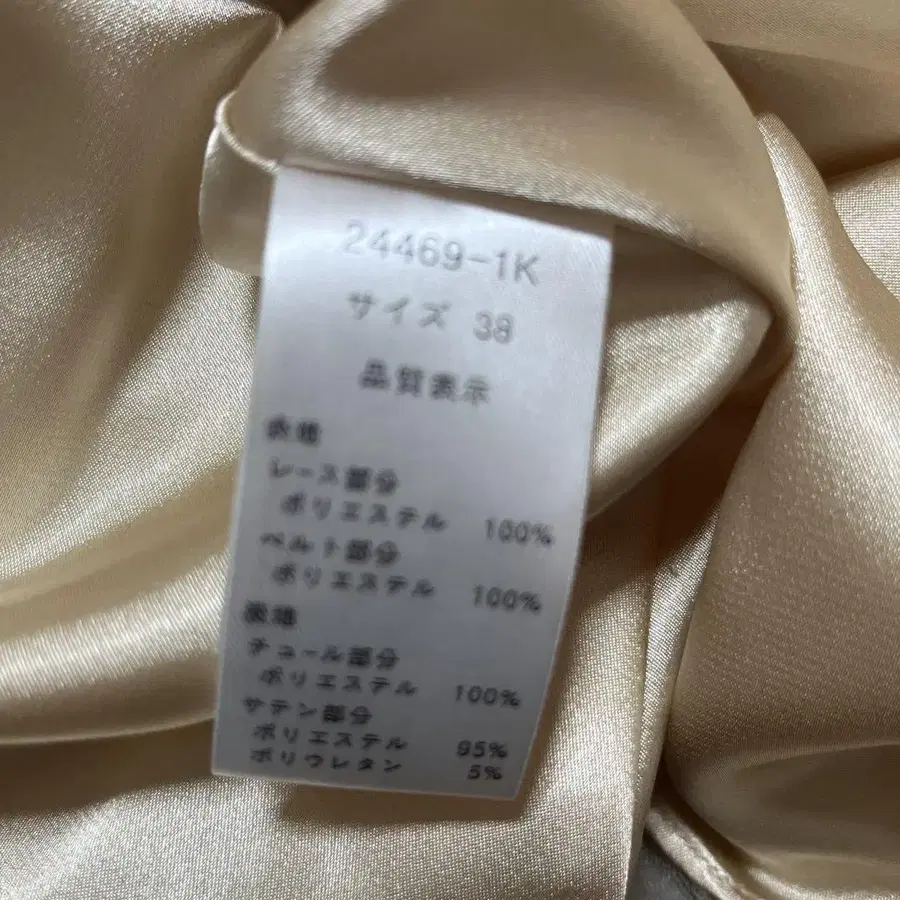 24469-1K
サイズ 38
品質表示
表地
レース部分
ポリエステル 100%
ベルト部分
ポリエステル 100%
裏地
チュール部分
ポリエステル 100%
サテン部分
ポリエステル 95%
ポリウレタン 5%